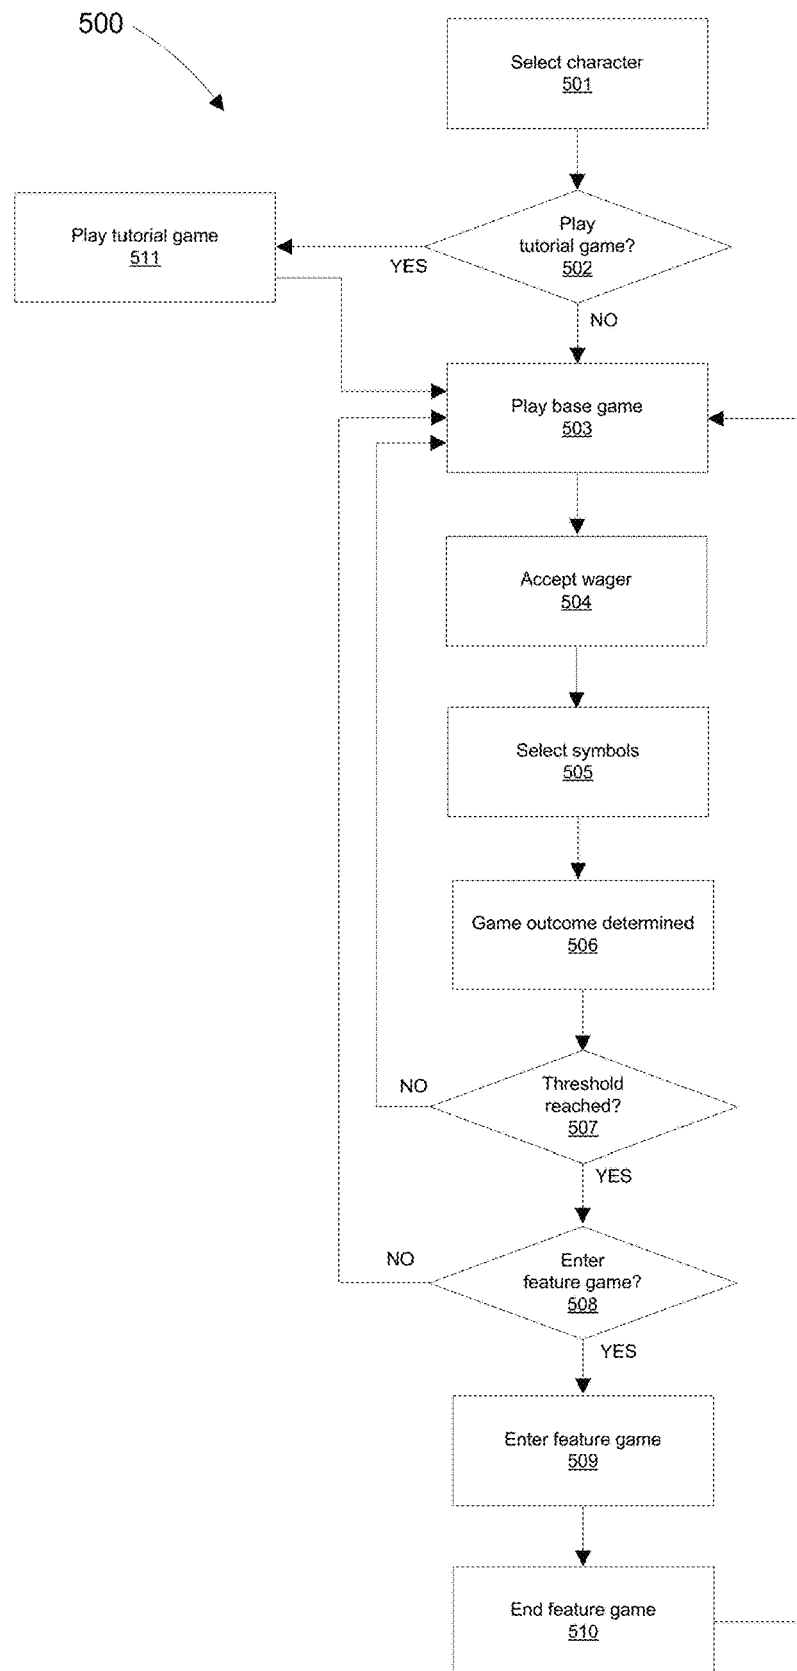 500
Select character
501
Play
tutorial game?
502
Play tutorial game
511
YES
NO
Play base game
503
Accept wager
504
Select symbols
505
Game outcome determined
506
Threshold
reached?
507
NO
YES
Enter
feature game?
508
NO
YES
Enter feature game
509
End feature game
510